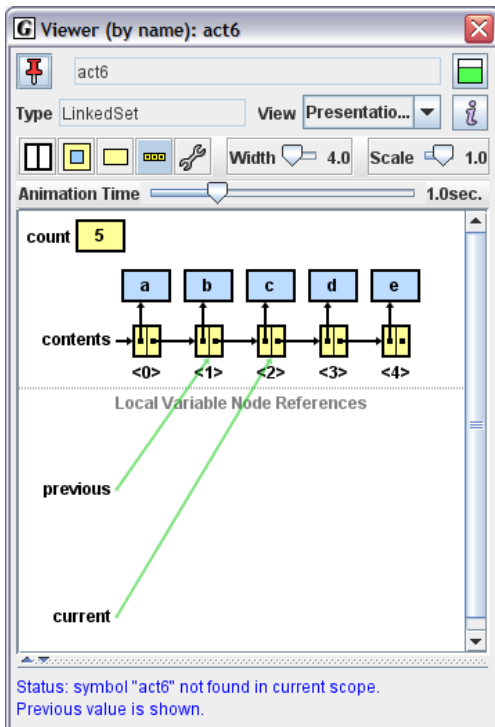 G Viewer (by name): act6
act6
Type LinkedSet View Presentatio...
Width 4.0 Scale 1.0
Animation Time 1.0sec.
count 5
a b c d e
contents
<0> <1> <2> <3> <4>
Local Variable Node References
previous
current
Status: symbol "act6" not found in current scope.
Previous value is shown.